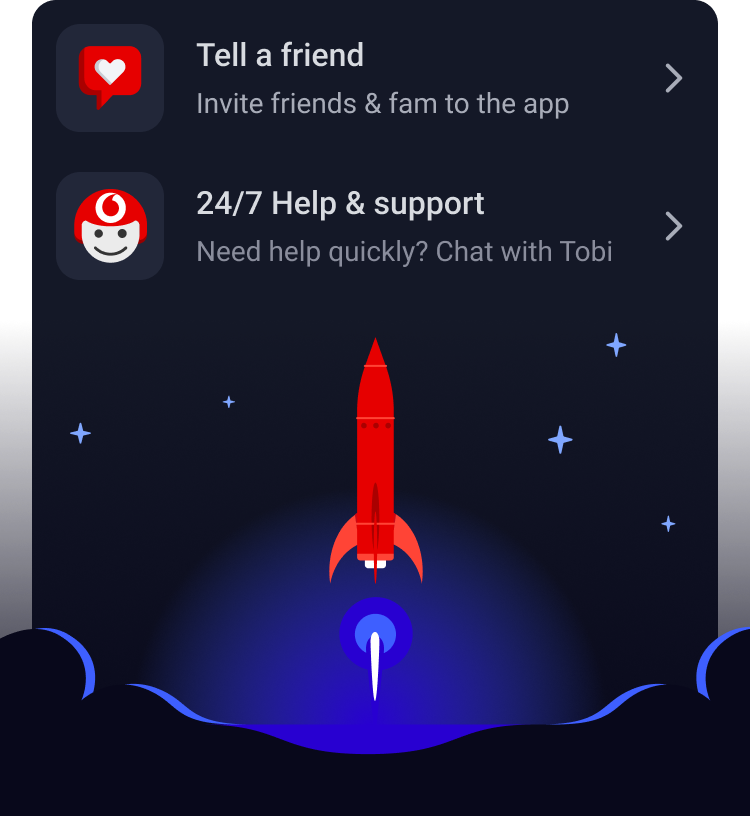 Tell a friend
Invite friends & fam to the app
24/7 Help & support
Need help quickly? Chat with Tobi